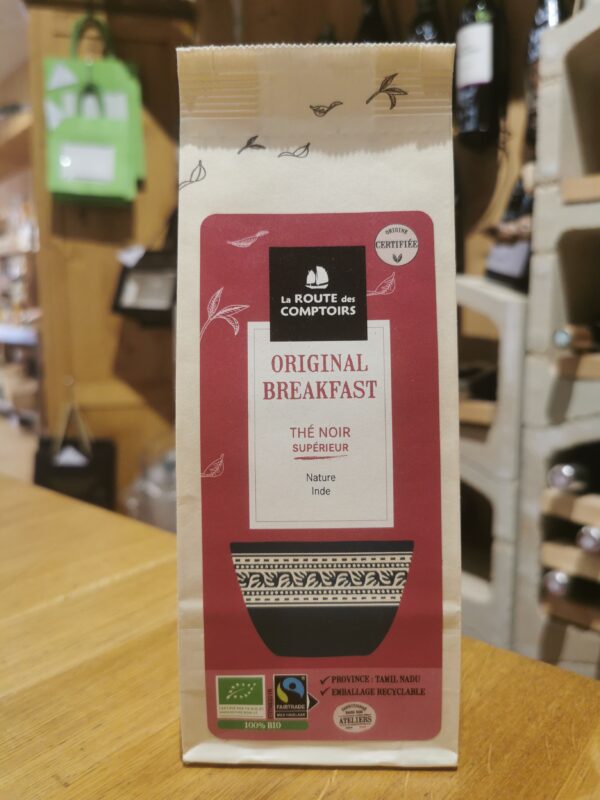 ORIGINE
CERTIFIÉE
La ROUTE des
COMPTOIRS
ORIGINAL
BREAKFAST
THÉ NOIR
SUPÉRIEUR
Nature
Inde
✓ PROVINCE : TAMIL NADU
✓ EMBALLAGE RECYCLABLE
FAIRTRADE
100% BIO
ATELIERS